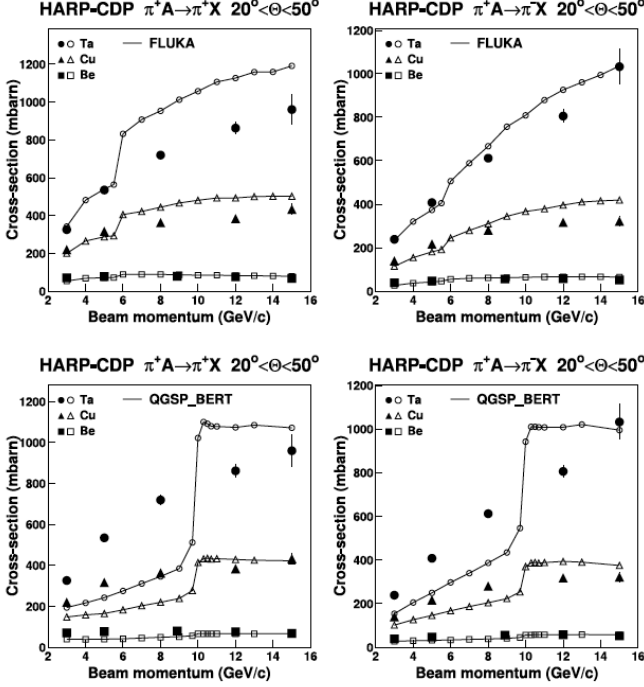 HARP-CDP π⁺A→π⁺X 20°<Θ<50°
Cross-section (mbarn)
Ta
Cu
Be
FLUKA
0
200
400
600
800
1000
1200
2 4 6 8 10 12 14 16
Beam momentum (GeV/c)
HARP-CDP π⁺A→π⁻X 20°<Θ<50°
Cross-section (mbarn)
Ta
Cu
Be
FLUKA
0
200
400
600
800
1000
1200
2 4 6 8 10 12 14 16
Beam momentum (GeV/c)
HARP-CDP π⁺A→π⁺X 20°<Θ<50°
Cross-section (mbarn)
Ta
Cu
Be
QGSP_BERT
0
200
400
600
800
1000
1200
2 4 6 8 10 12 14 16
Beam momentum (GeV/c)
HARP-CDP π⁺A→π⁻X 20°<Θ<50°
Cross-section (mbarn)
Ta
Cu
Be
QGSP_BERT
0
200
400
600
800
1000
1200
2 4 6 8 10 12 14 16
Beam momentum (GeV/c)